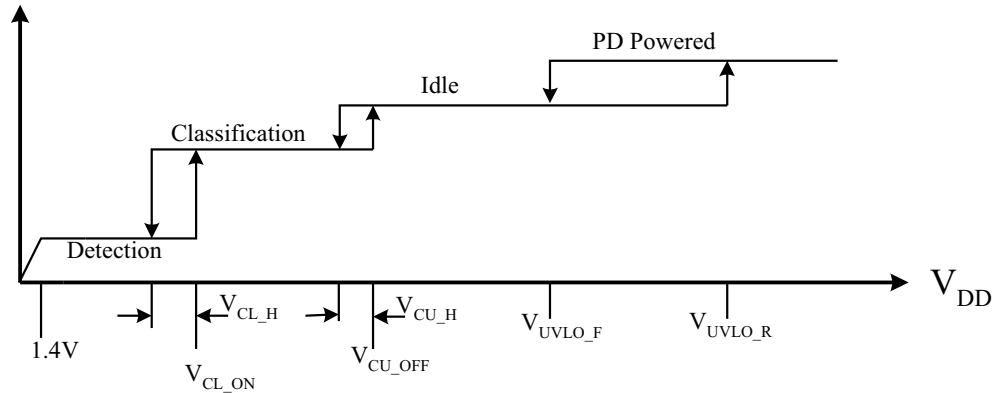 PD Powered
Idle
Classification
Detection
V_DD
V_CL_H
V_CU_H
V_UVLO_F
V_UVLO_R
1.4V
V_CL_ON
V_CU_OFF